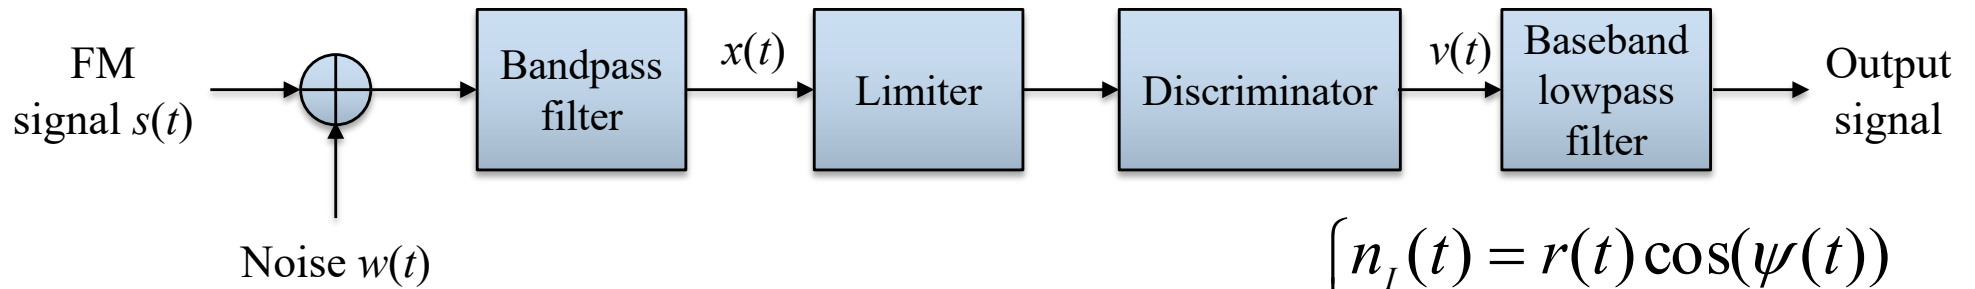 FM
signal s(t)
Noise w(t)
Bandpass
filter
x(t)
Limiter
Discriminator
v(t)
Baseband
lowpass
filter
Output
signal
{ n_I(t) = r(t)cos(ψ(t))